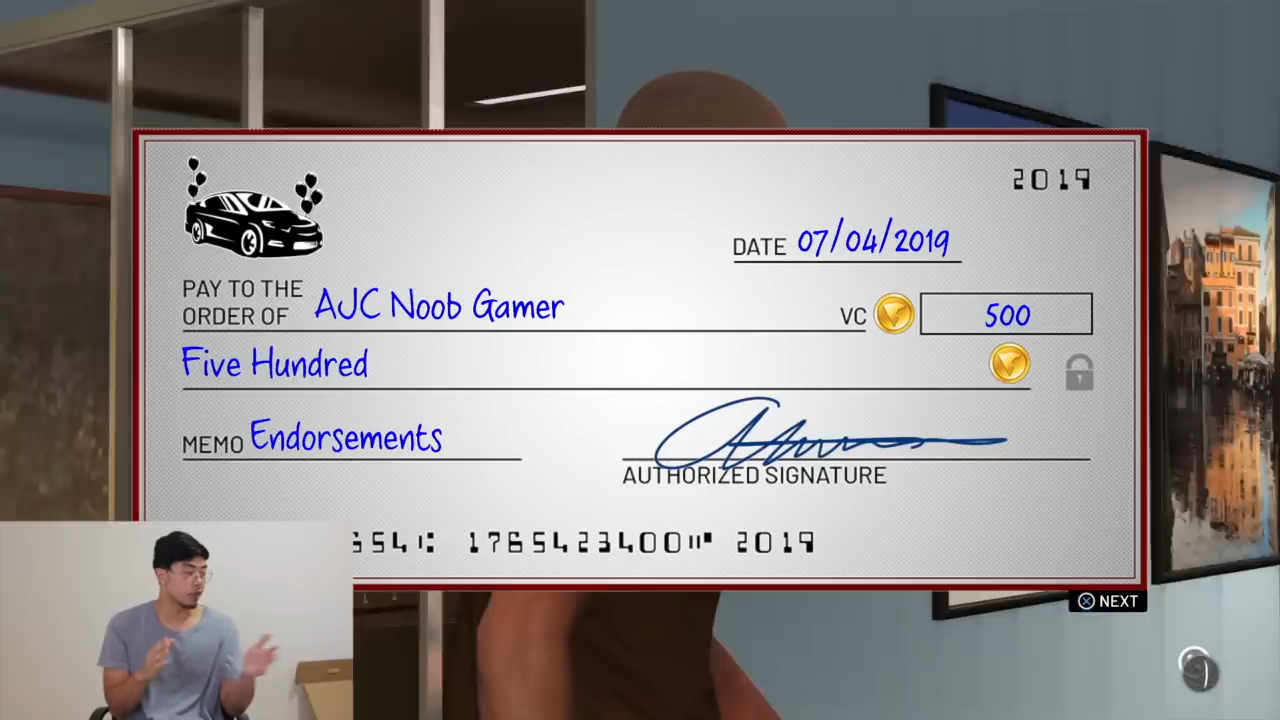 2019
DATE 07/04/2019
PAY TO THE
ORDER OF AJC Noob Gamer
VC 500
Five Hundred
MEMO Endorsements
AUTHORIZED SIGNATURE
654⑆ 1765423400⑈ 2019
NEXT